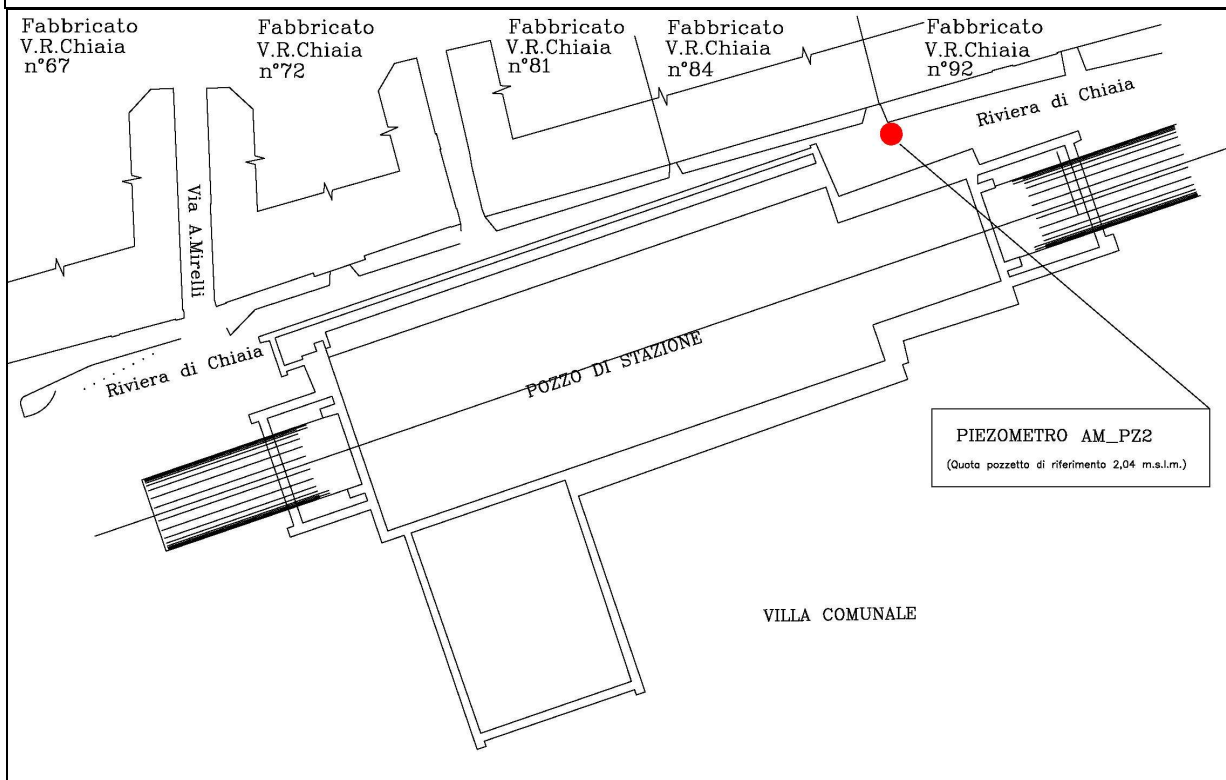 Fabbricato
V.R.Chiaia
n°67
Fabbricato
V.R.Chiaia
n°72
Fabbricato
V.R.Chiaia
n°81
Fabbricato
V.R.Chiaia
n°84
Fabbricato
V.R.Chiaia
n°92
Riviera di Chiaia
Via A.Mirelli
Riviera di Chiaia
POZZO DI STAZIONE
PIEZOMETRO AM_PZ2
(Quota pozzetto di riferimento 2,04 m.s.l.m.)
VILLA COMUNALE